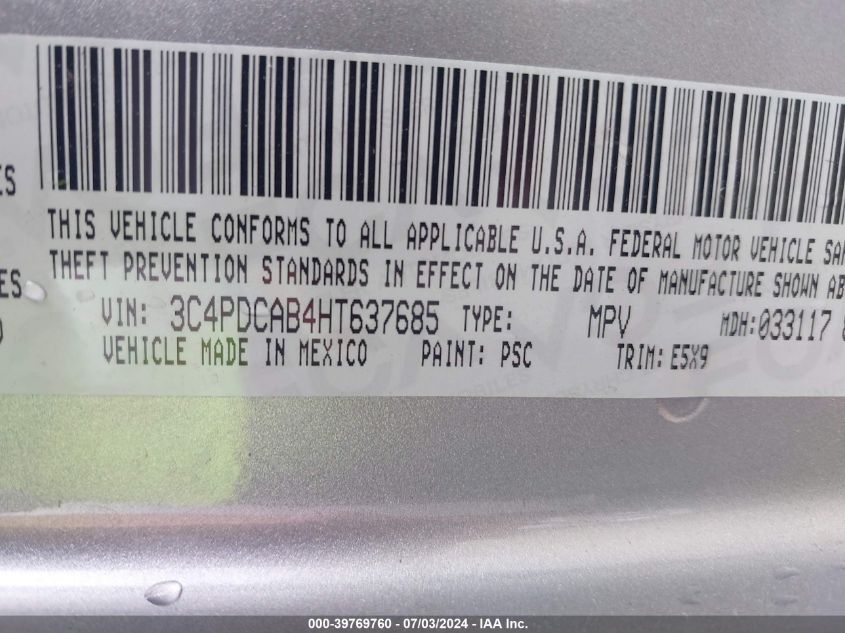 THIS VEHICLE CONFORMS TO ALL APPLICABLE U.S.A. FEDERAL MOTOR VEHICLE SA
THEFT PREVENTION STANDARDS IN EFFECT ON THE DATE OF MANUFACTURE SHOWN AB
VIN: 3C4PDCAB4HT637685 TYPE: MPV MDH:033117
VEHICLE MADE IN MEXICO PAINT: PSC TRIM: E5X9
000-39769760 - 07/03/2024 - IAA Inc.